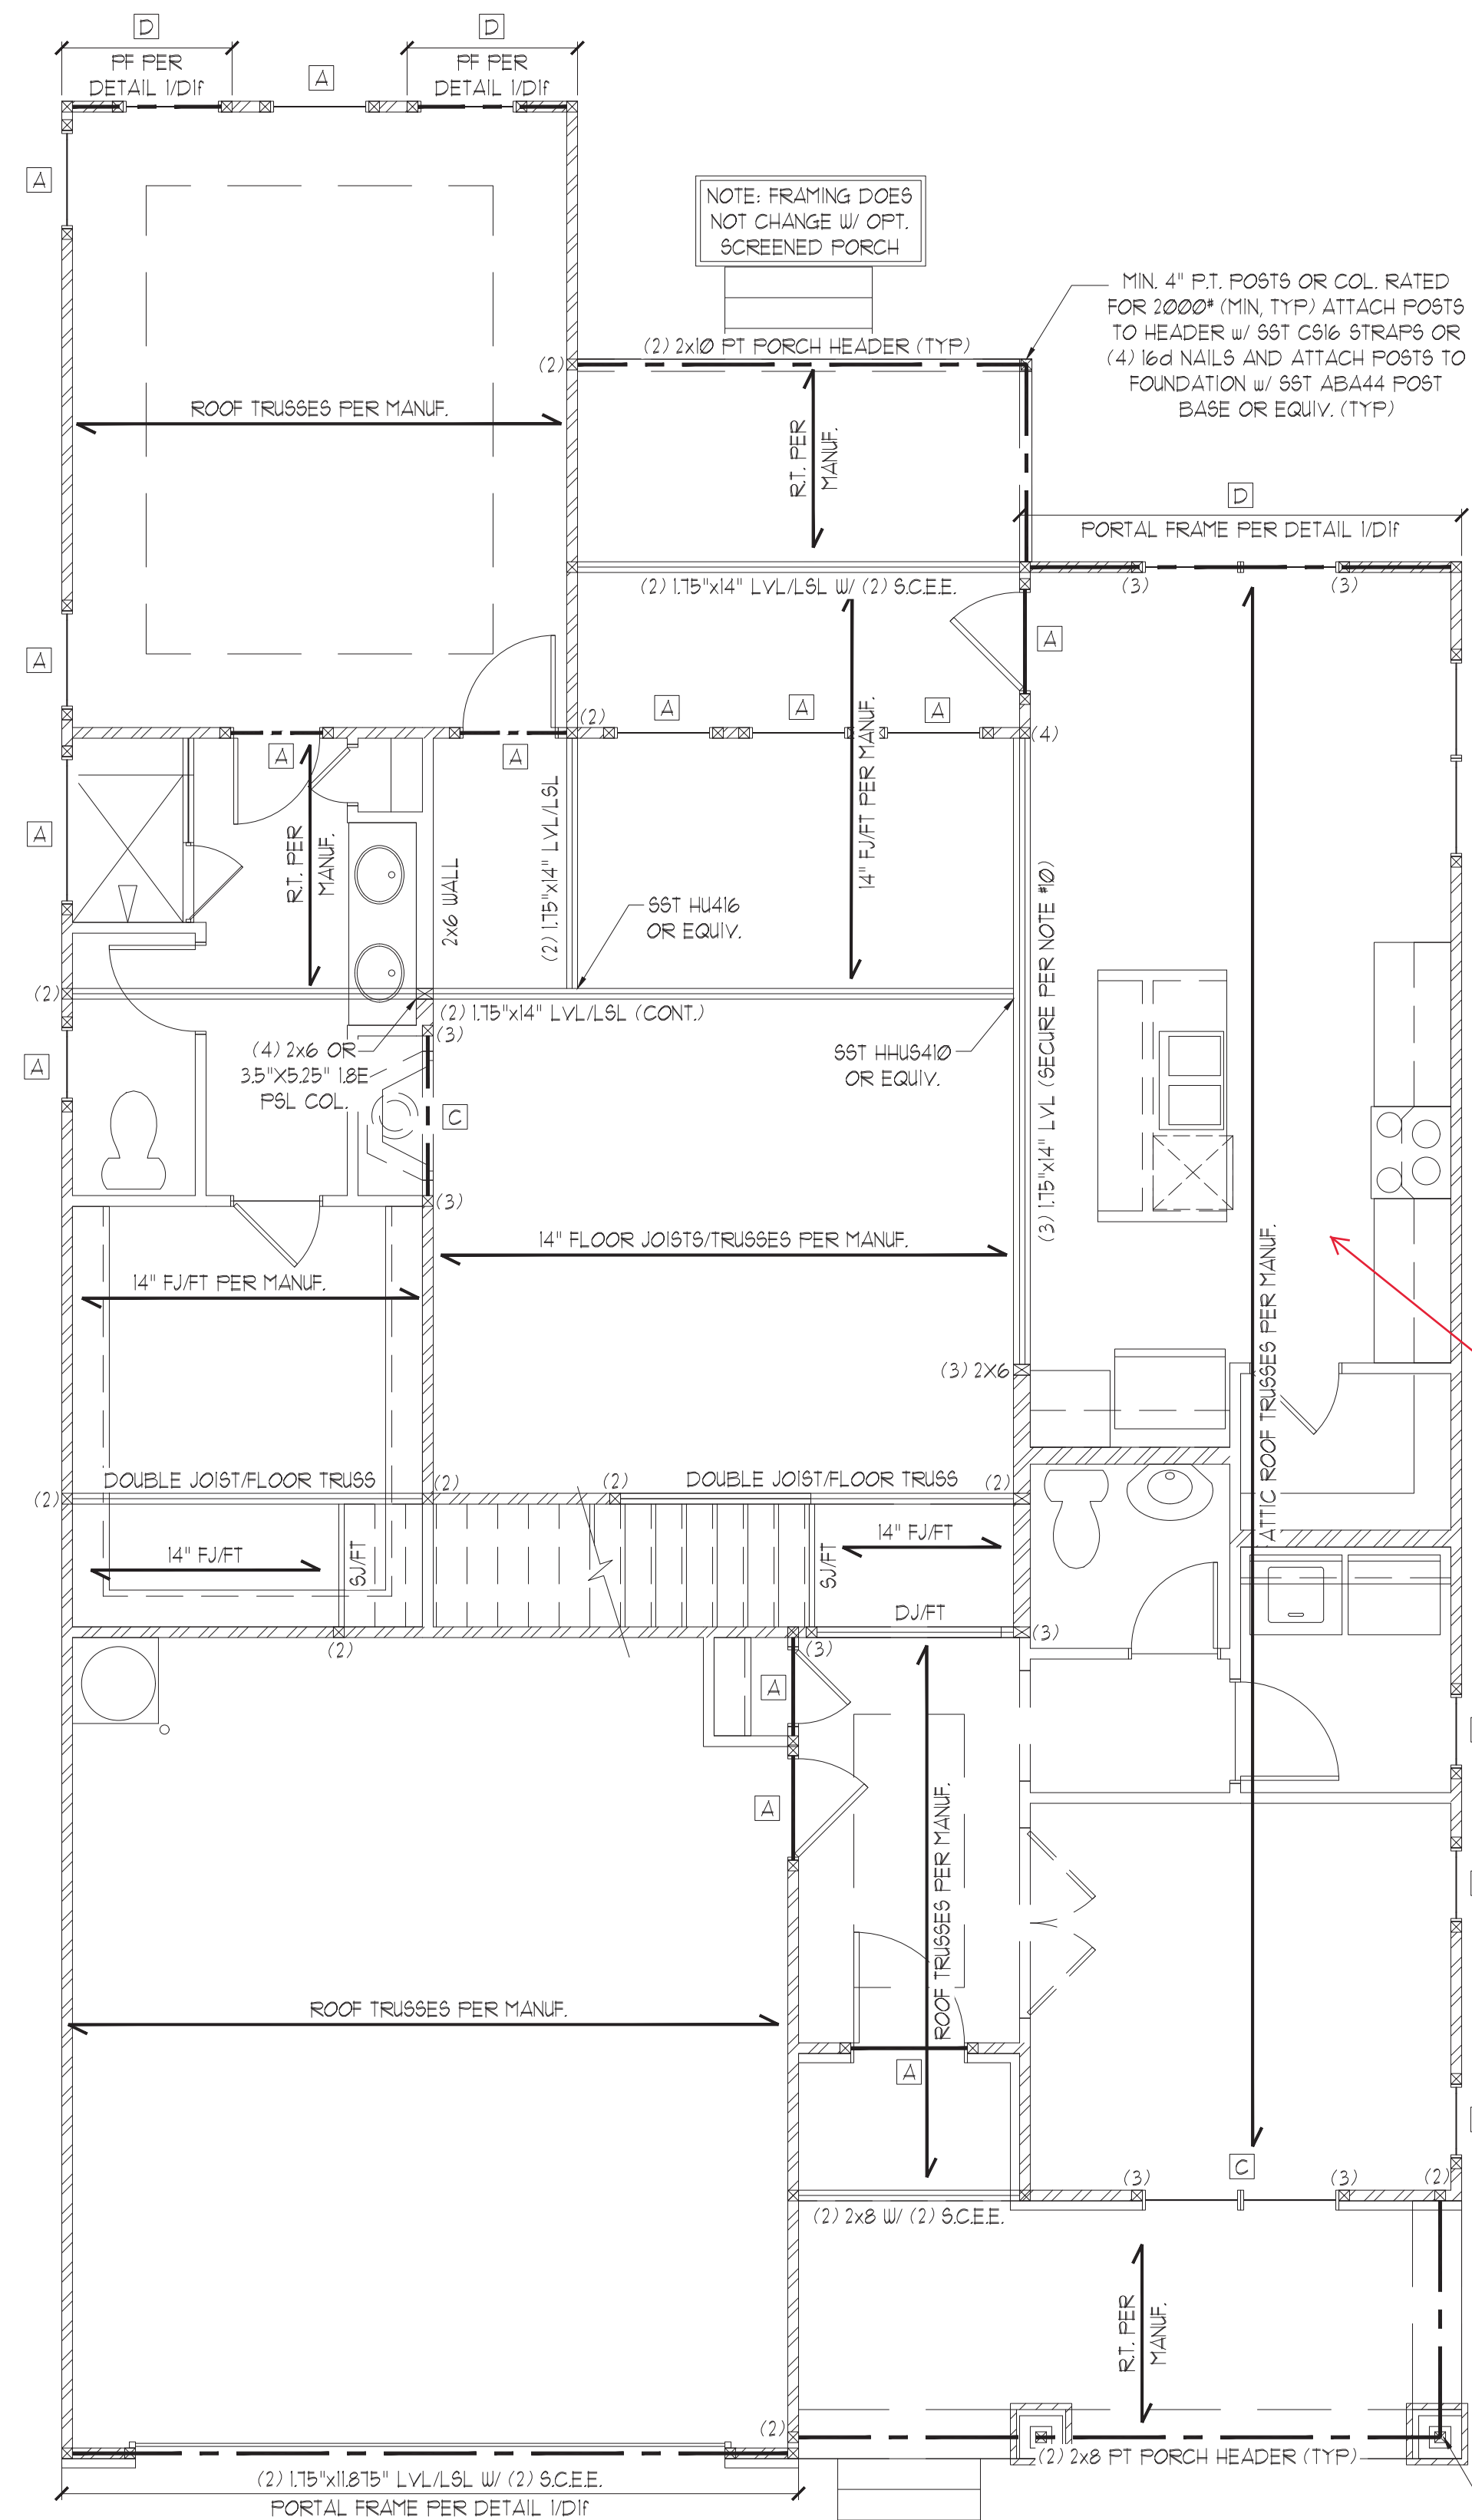 D
D
PF PER
DETAIL 1/D1f
A
PF PER
DETAIL 1/D1f
A
NOTE: FRAMING DOES
NOT CHANGE W/ OPT.
SCREENED PORCH
MIN. 4" P.T. POSTS OR COL. RATED
FOR 2000# (MIN, TYP) ATTACH POSTS
TO HEADER w/ SST CS16 STRAPS OR
(4) 16d NAILS AND ATTACH POSTS TO
FOUNDATION w/ SST ABA44 POST
BASE OR EQUIV. (TYP)
(2) 2x10 PT PORCH HEADER (TYP)
(2)
ROOF TRUSSES PER MANUF.
R.T. PER
MANUF.
D
PORTAL FRAME PER DETAIL 1/D1f
(2) 1.75"x14" LVL/LSL W/ (2) S.C.E.E.
(3)
(3)
A
A
A
A
A
(2)
(4)
A
A
14" FJ/FT PER MANUF.
A
R.T. PER
MANUF.
2x6 WALL
(2) 1.75"x14" LVL/LSL
SST HU416
OR EQUIV.
(3) 1.75"x14" LVL (SECURE PER NOTE #10)
(2)
(2) 1.75"x14" LVL/LSL (CONT.)
(3)
(4) 2x6 OR
3.5"X5.25" 1.8E
PSL COL.
SST HHUS410
OR EQUIV.
A
C
(3)
14" FLOOR JOISTS/TRUSSES PER MANUF.
14" FJ/FT PER MANUF.
ATTIC ROOF TRUSSES PER MANUF.
(3) 2X6
DOUBLE JOIST/FLOOR TRUSS
(2)
(2)
DOUBLE JOIST/FLOOR TRUSS
(2)
(2)
14" FJ/FT
SJ/FT
SJ/FT
14" FJ/FT
DJ/FT
(2)
(3)
(3)
A
A
ROOF TRUSSES PER MANUF.
ROOF TRUSSES PER MANUF.
A
C
(3)
(3)
(2)
(2) 2x8 W/ (2) S.C.E.E.
R.T. PER
MANUF.
(2)
(2) 2x8 PT PORCH HEADER (TYP)
(2) 1.75"x11.875" LVL/LSL W/ (2) S.C.E.E.
PORTAL FRAME PER DETAIL 1/D1f